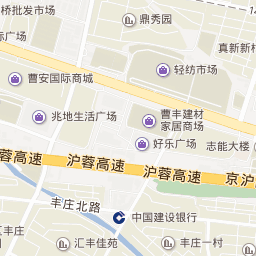 桥批发市场
鼎秀园
际广场
真新新村
轻纺市场
曹安国际商城
兆地生活广场
曹丰建材
家居商场
好乐广场
志能大楼
蓉高速
沪蓉高速
沪蓉高速
京沪
丰庄北路
中国建设银行
汇丰佳苑
丰庄一村